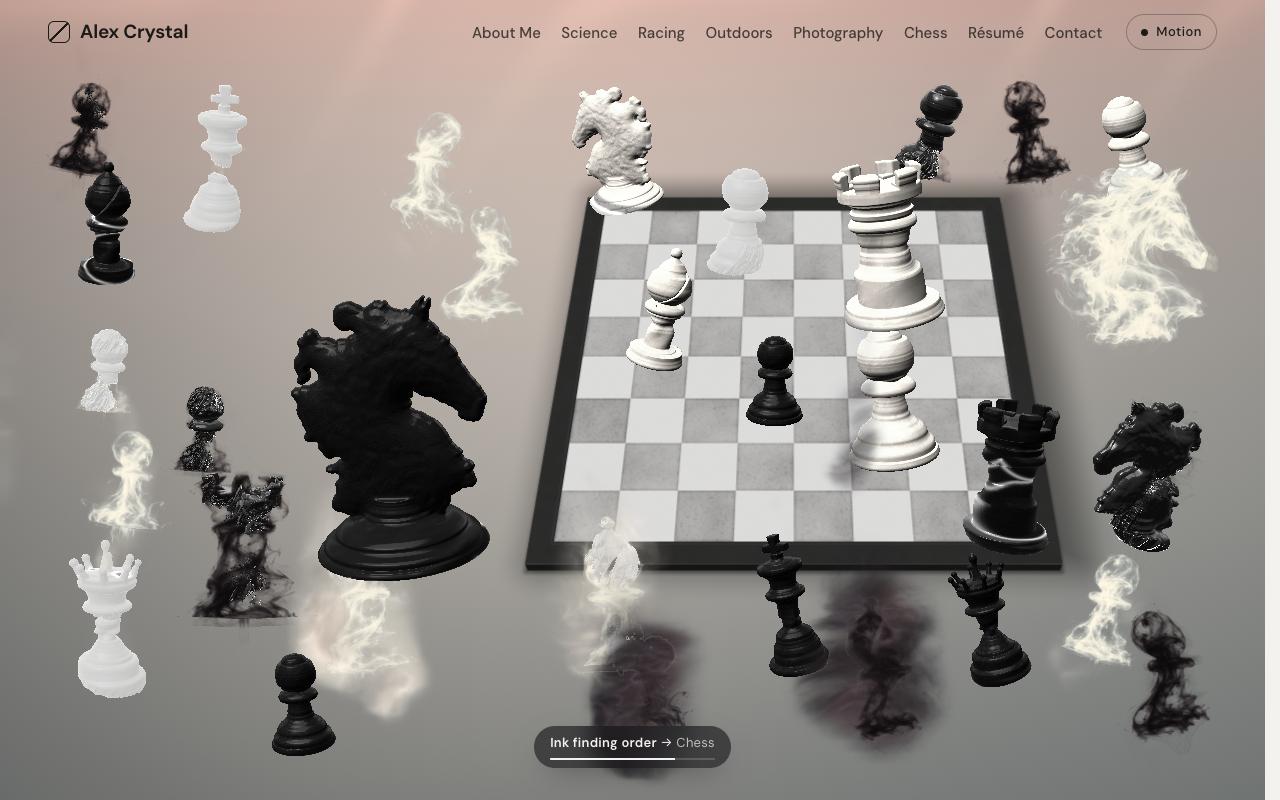 Alex Crystal
About Me Science Racing Outdoors Photography Chess Résumé Contact Motion
Ink finding order → Chess